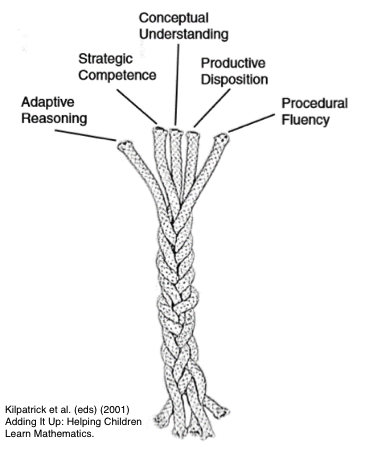 Conceptual
Understanding
Strategic
Competence
Productive
Disposition
Adaptive
Reasoning
Procedural
Fluency
Kilpatrick et al. (eds) (2001)
Adding It Up: Helping Children
Learn Mathematics.